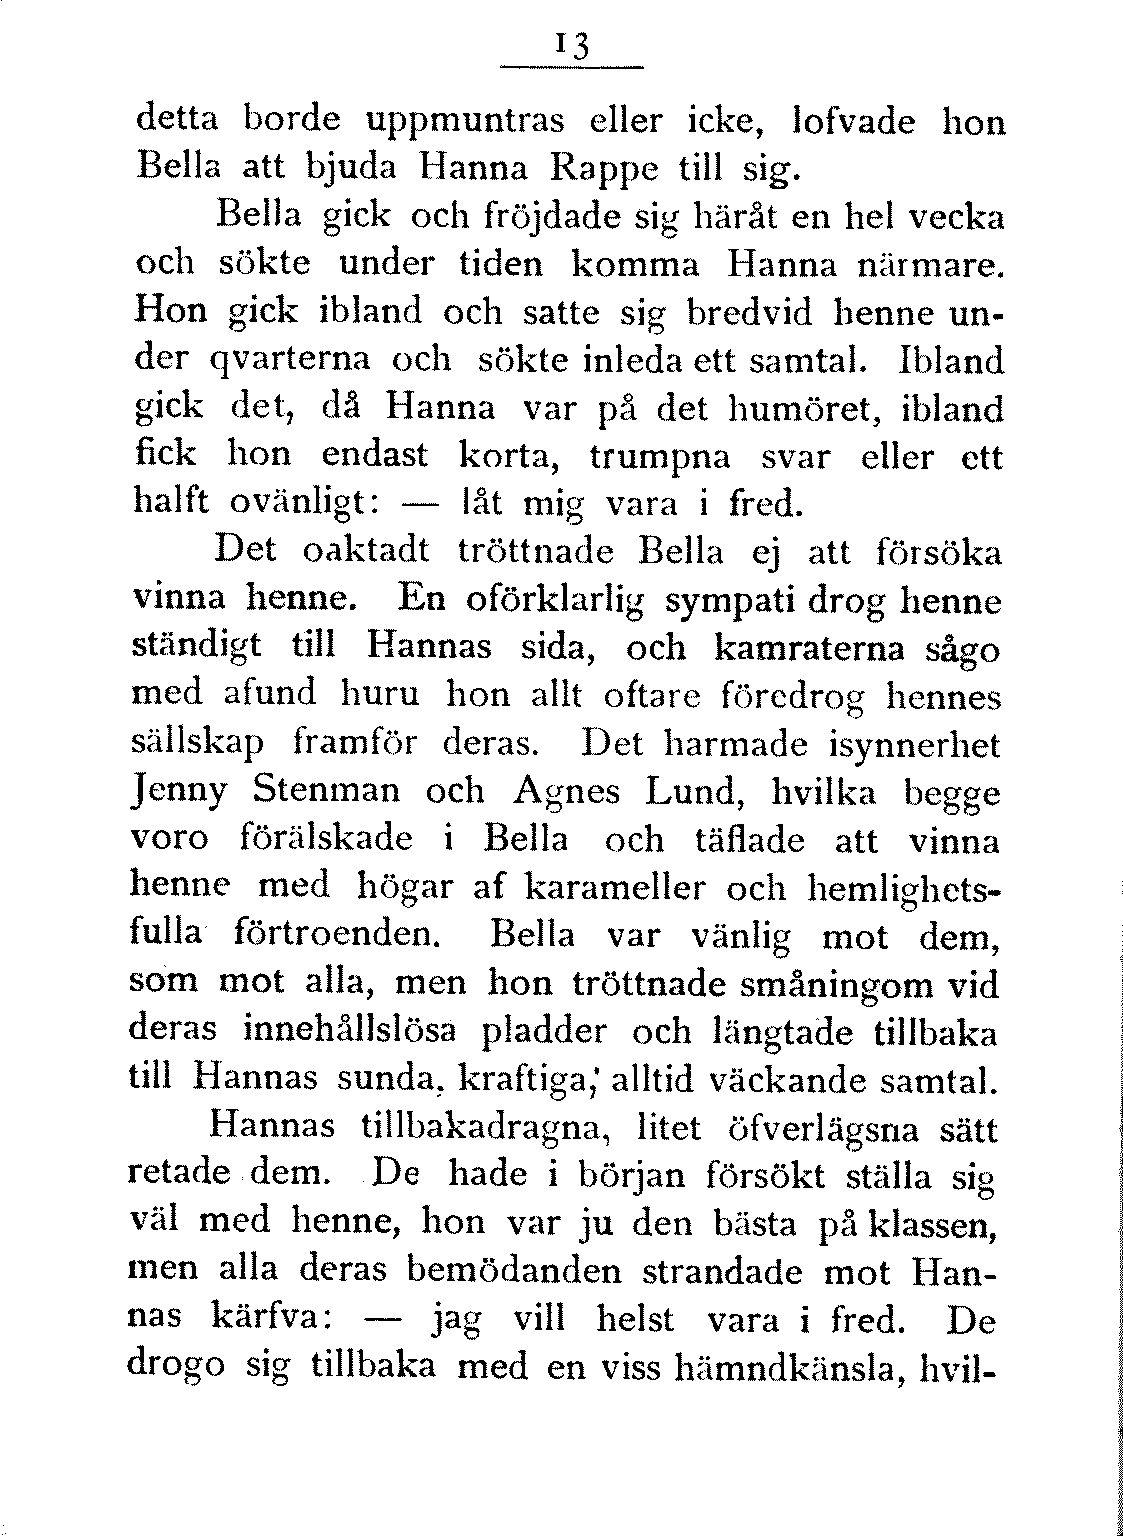 13
detta borde uppmuntras eller icke, lofvade hon
Bella att bjuda Hanna Rappe till sig.
Bella gick och fröjdade sig häråt en hel vecka
och sökte under tiden komma Hanna närmare.
Hon gick ibland och satte sig bredvid henne un-
der qvarterna och sökte inleda ett samtal. Ibland
gick det, då Hanna var på det humöret, ibland
fick hon endast korta, trumpna svar eller ett
halft ovänligt: — låt mig vara i fred.
Det oaktadt tröttnade Bella ej att försöka
vinna henne. En oförklarlig sympati drog henne
ständigt till Hannas sida, och kamraterna sågo
med afund huru hon allt oftare föredrog hennes
sällskap framför deras. Det harmade isynnerhet
Jenny Stenman och Agnes Lund, hvilka begge
voro förälskade i Bella och täflade att vinna
henne med högar af karameller och hemlighets-
fulla förtroenden. Bella var vänlig mot dem,
som mot alla, men hon tröttnade småningom vid
deras innehållslösa pladder och längtade tillbaka
till Hannas sunda, kraftiga, alltid väckande samtal.
Hannas tillbakadragna, litet öfverlägsna sätt
retade dem. De hade i början försökt ställa sig
väl med henne, hon var ju den bästa på klassen,
men alla deras bemödanden strandade mot Han-
nas kärfva: — jag vill helst vara i fred. De
drogo sig tillbaka med en viss hämndkänsla, hvil-